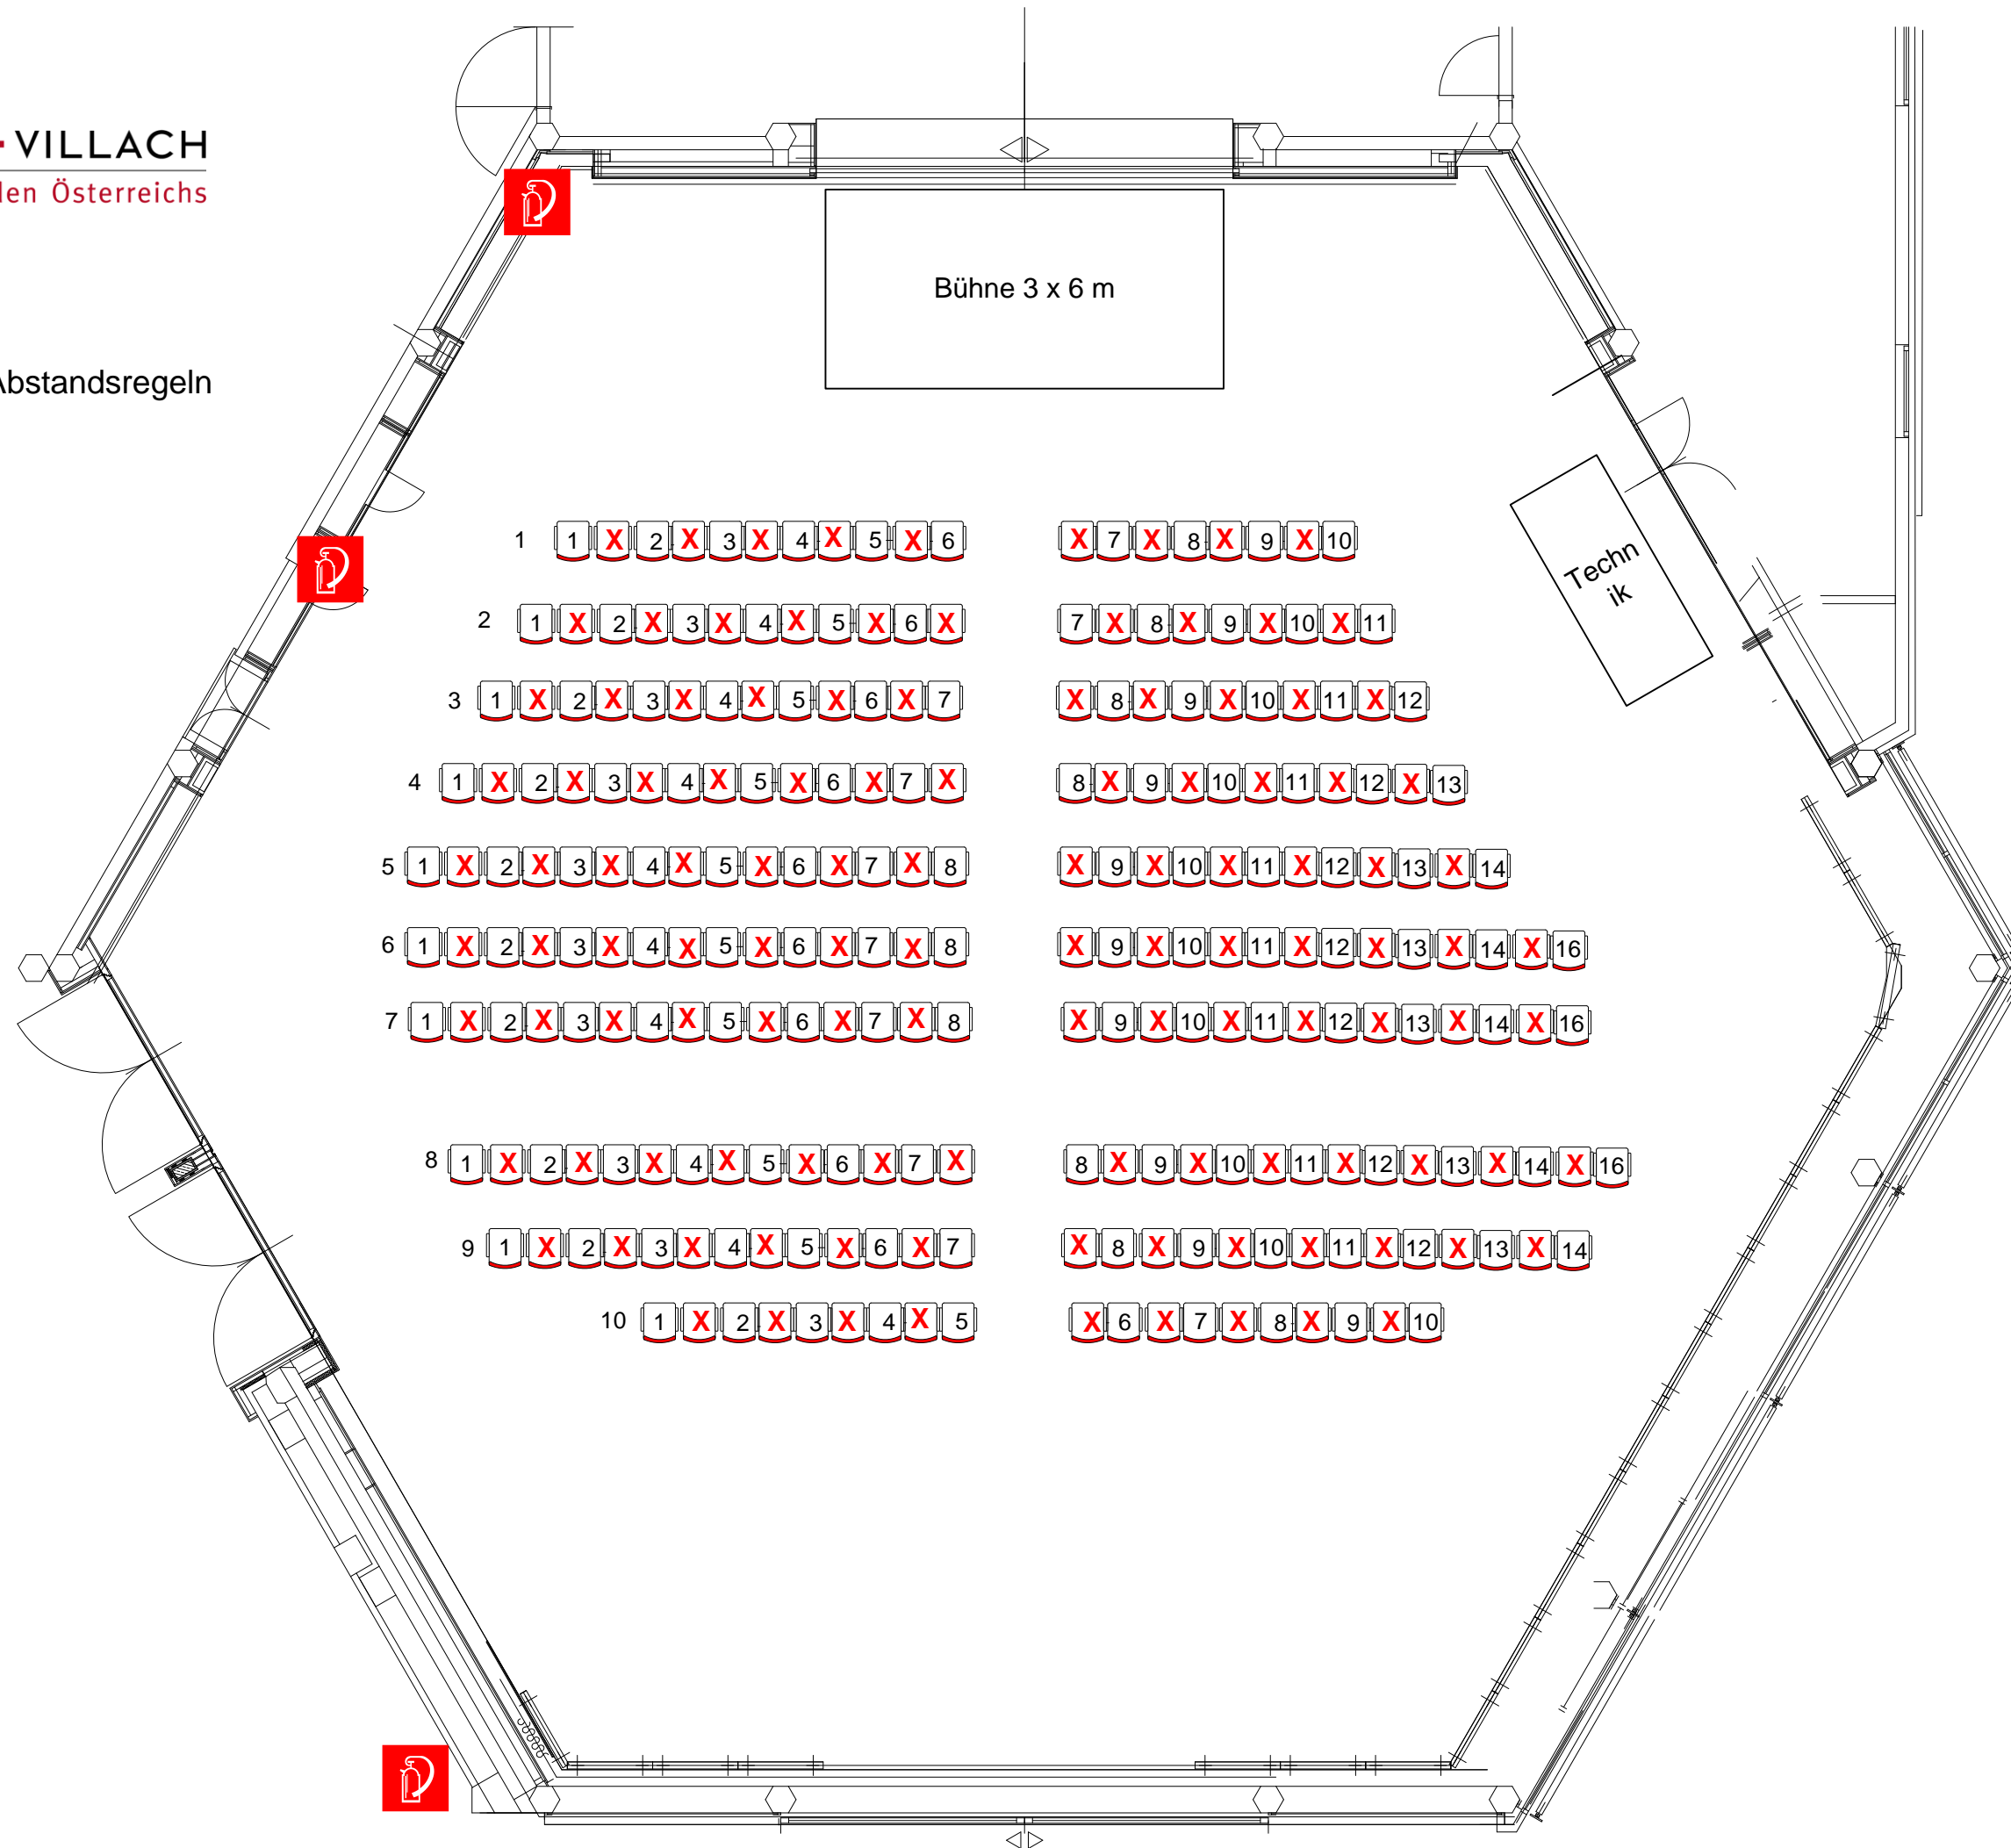 VILLACH
den Österreichs
Abstandsregeln
Bühne 3 x 6 m
Techn
ik
1 1 X 2 X 3 X 4 X 5 X 6 X 7 X 8 X 9 X 10
2 1 X 2 X 3 X 4 X 5 X 6 X 7 X 8 X 9 X 10 X 11
3 1 X 2 X 3 X 4 X 5 X 6 X 7 X 8 X 9 X 10 X 11 X 12
4 1 X 2 X 3 X 4 X 5 X 6 X 7 X 8 X 9 X 10 X 11 X 12 X 13
5 1 X 2 X 3 X 4 X 5 X 6 X 7 X 8 X 9 X 10 X 11 X 12 X 13 X 14
6 1 X 2 X 3 X 4 X 5 X 6 X 7 X 8 X 9 X 10 X 11 X 12 X 13 X 14 X 16
7 1 X 2 X 3 X 4 X 5 X 6 X 7 X 8 X 9 X 10 X 11 X 12 X 13 X 14 X 16
8 1 X 2 X 3 X 4 X 5 X 6 X 7 X 8 X 9 X 10 X 11 X 12 X 13 X 14 X 16
9 1 X 2 X 3 X 4 X 5 X 6 X 7 X 8 X 9 X 10 X 11 X 12 X 13 X 14
10 1 X 2 X 3 X 4 X 5 X 6 X 7 X 8 X 9 X 10